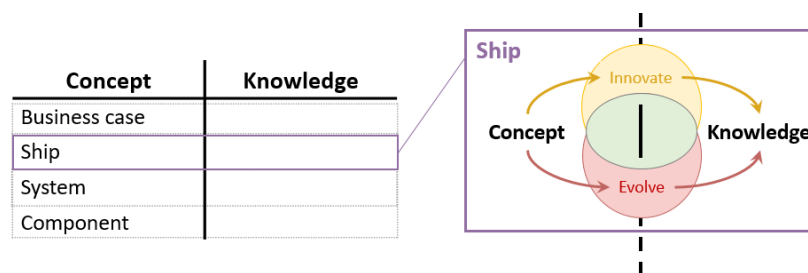 Concept Knowledge
Business case
Ship
System
Component
Ship
Innovate
Concept Knowledge
Evolve